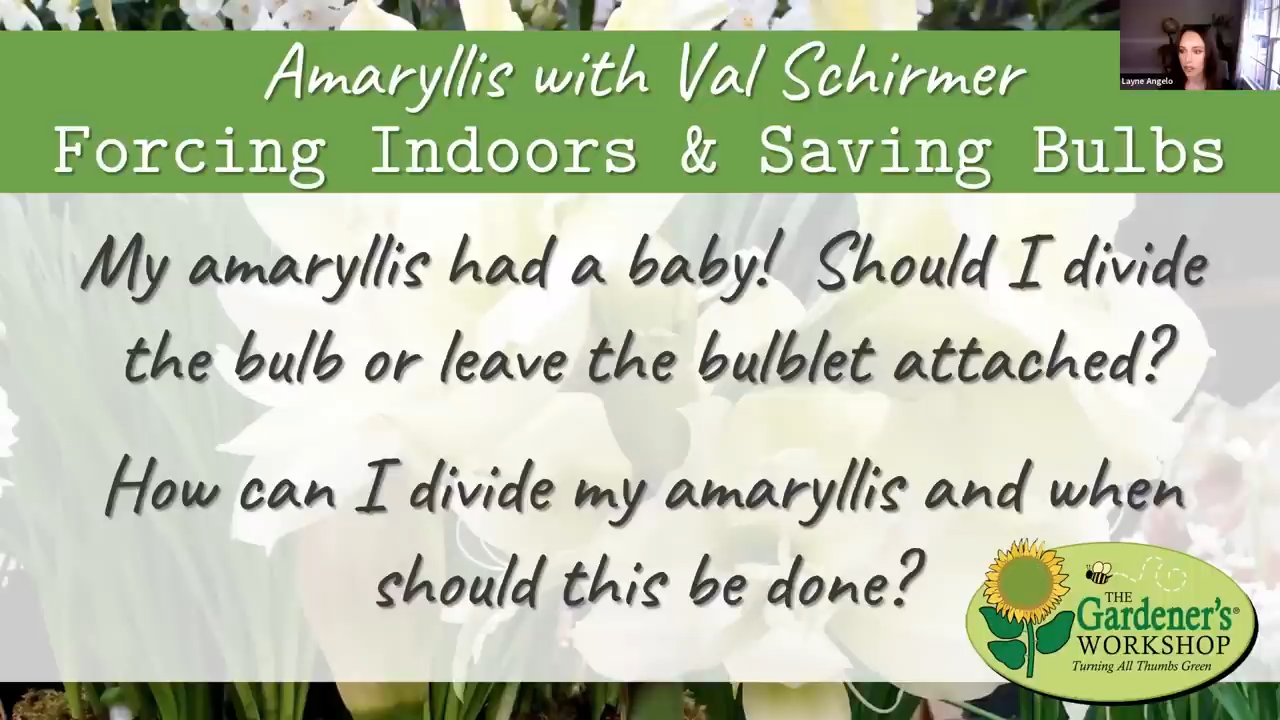 Amaryllis with Val Schirmer
Layne Angelo
Forcing Indoors & Saving Bulbs
My amaryllis had a baby! Should I divide
the bulb or leave the bulblet attached?
How can I divide my amaryllis and when
should this be done?
THE
Gardener's®
WORKSHOP
Turning All Thumbs Green